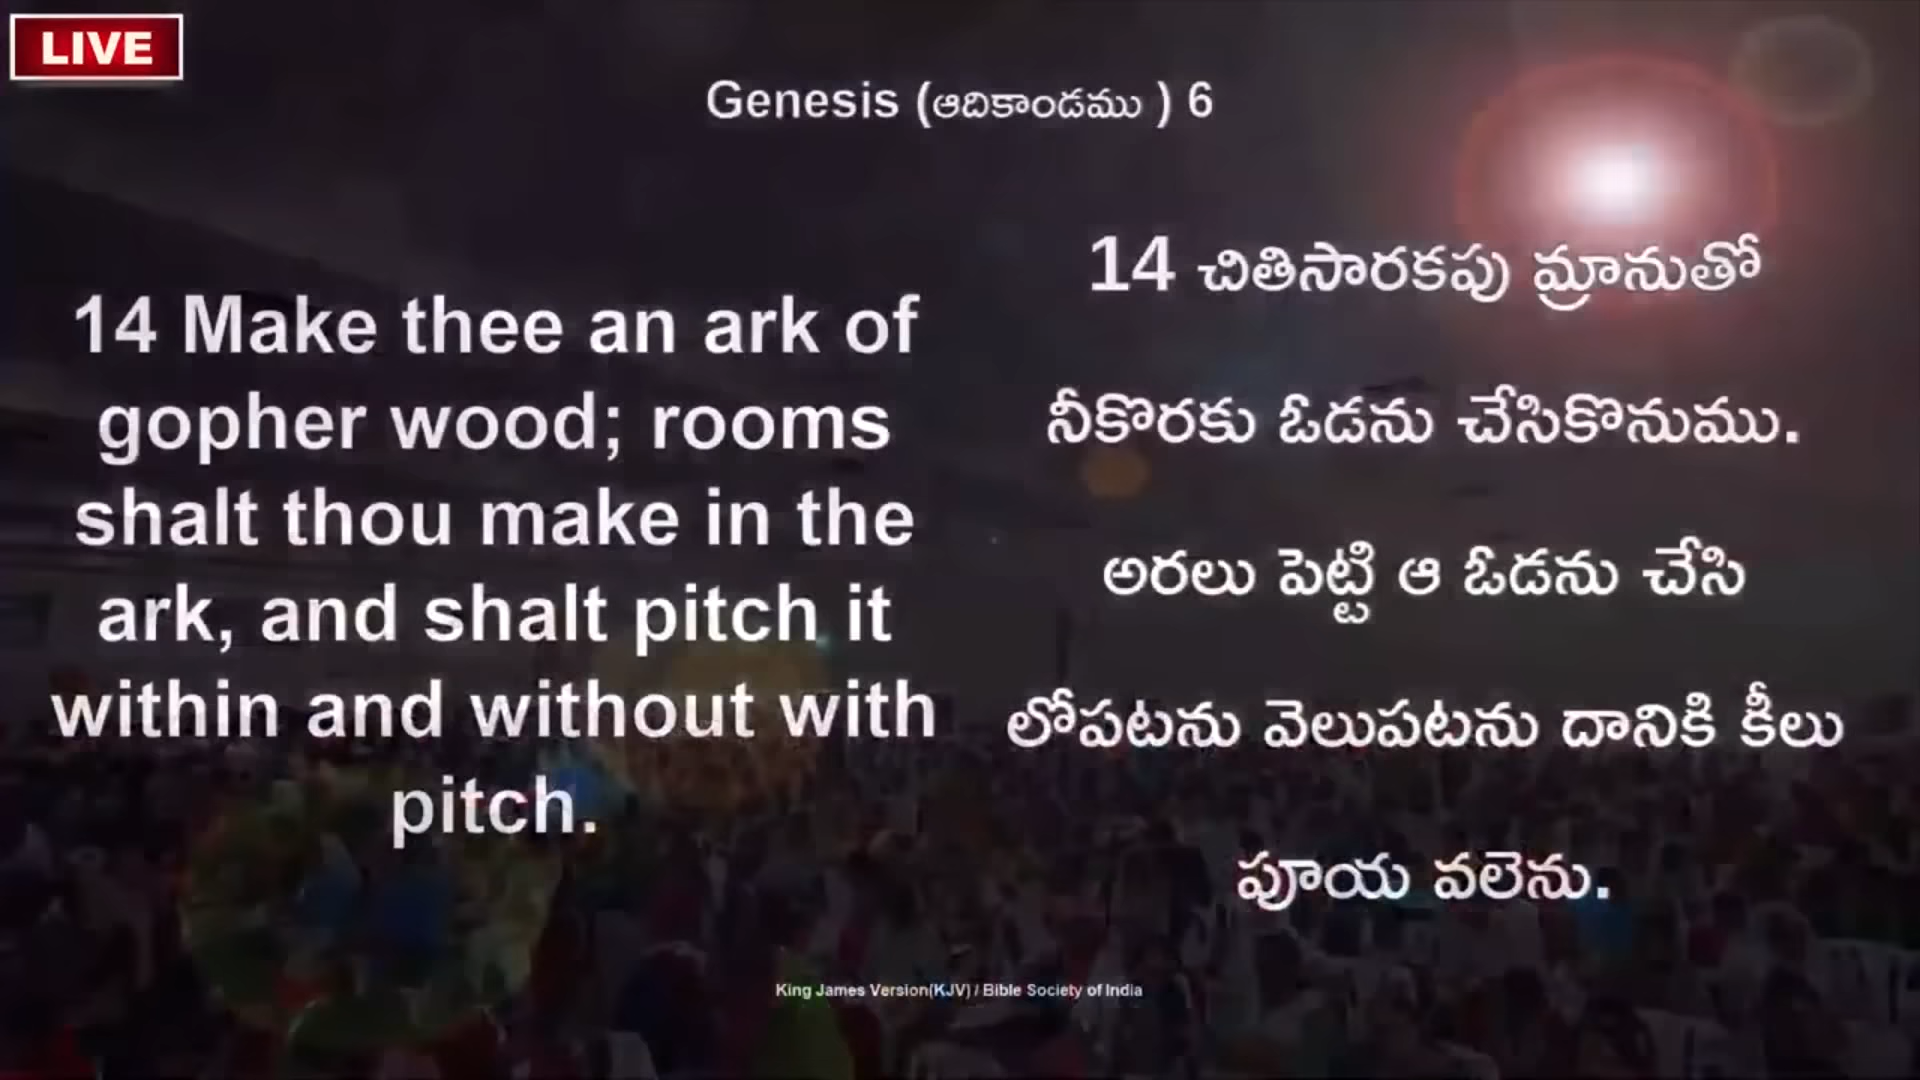 LIVE
Genesis (ఆదికాండము ) 6
14 Make thee an ark of
gopher wood; rooms
shalt thou make in the
ark, and shalt pitch it
within and without with
pitch.
14 చితిసారకపు మ్రానుతో
నీకొరకు ఓడను చేసికొనుము.
అరలు పెట్టి ఆ ఓడను చేసి
లోపటను వెలుపటను దానికి కీలు
పూయ వలెను.
King James Version(KJV) / Bible Society of India